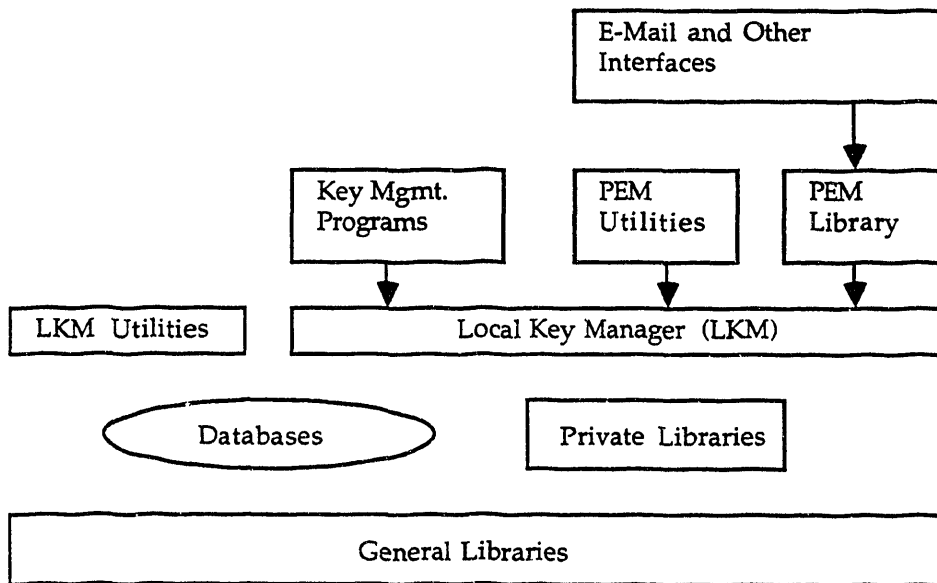 E-Mail and Other
Interfaces
Key Mgmt.
Programs
PEM
Utilities
PEM
Library
LKM Utilities
Local Key Manager (LKM)
Databases
Private Libraries
General Libraries